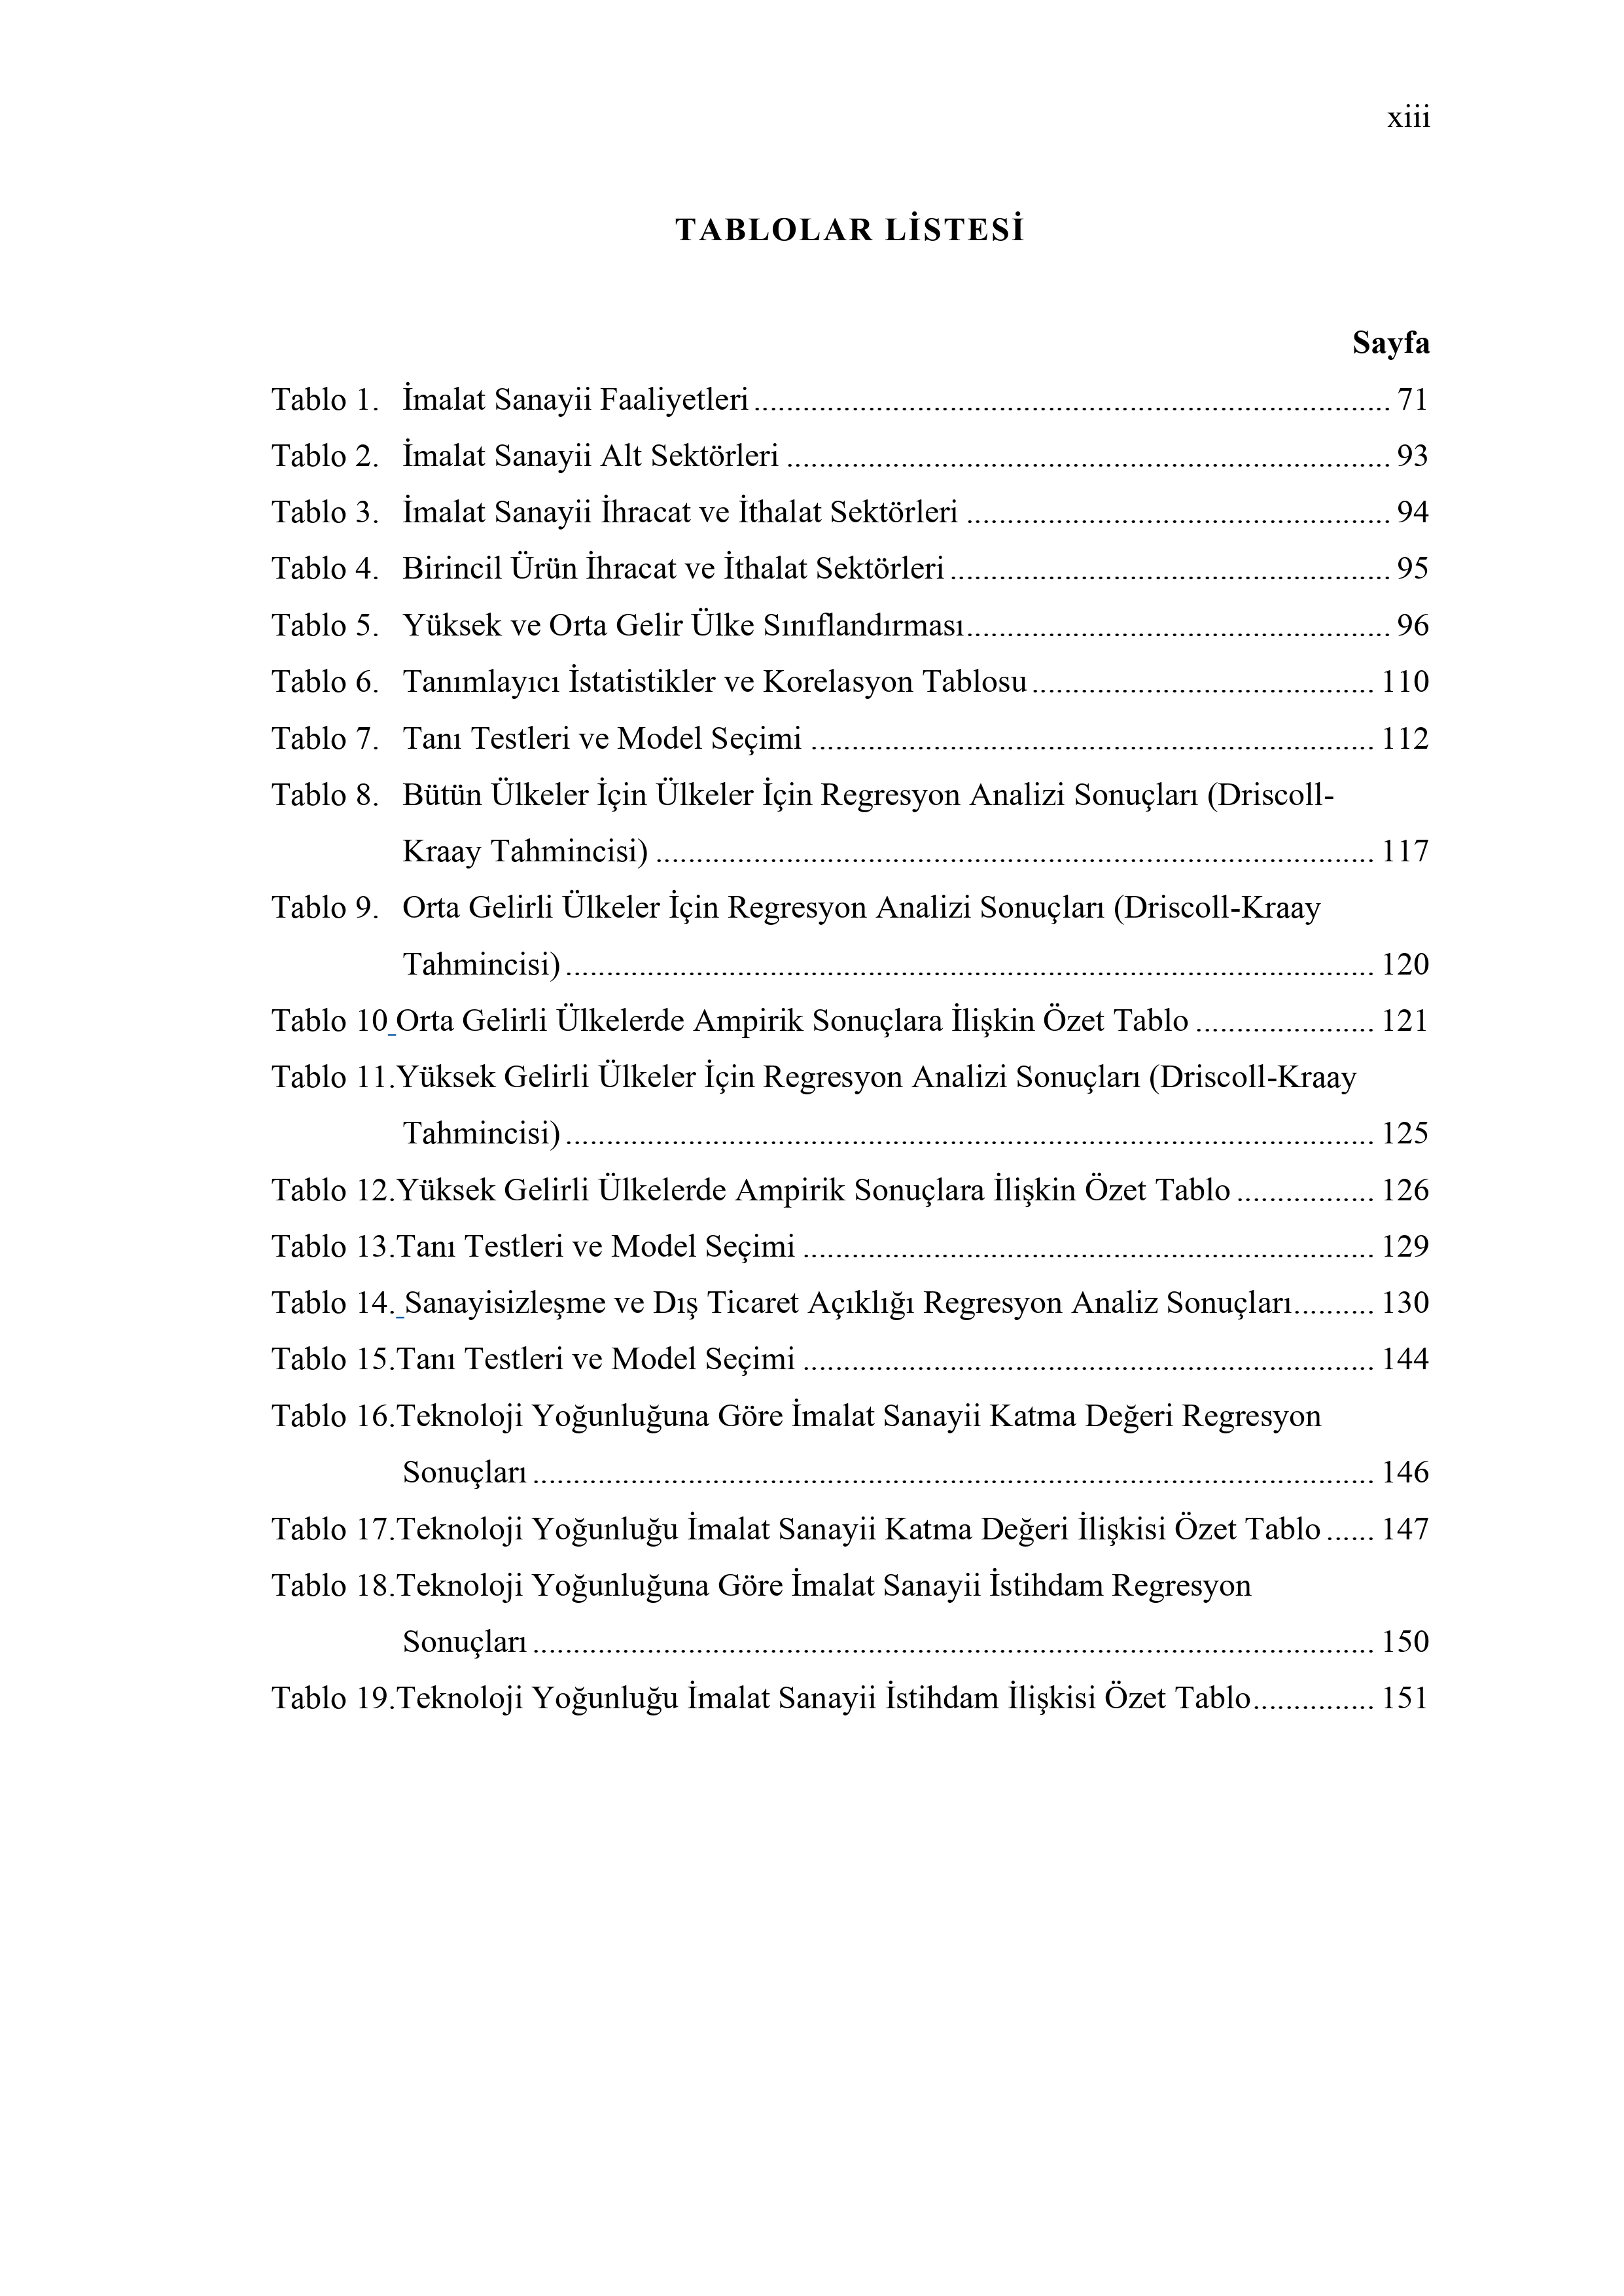 xiii
TABLOLAR LİSTESİ
Sayfa
Tablo 1. İmalat Sanayii Faaliyetleri ........ 71
Tablo 2. İmalat Sanayii Alt Sektörleri ........ 93
Tablo 3. İmalat Sanayii İhracat ve İthalat Sektörleri ........ 94
Tablo 4. Birincil Ürün İhracat ve İthalat Sektörleri ........ 95
Tablo 5. Yüksek ve Orta Gelir Ülke Sınıflandırması ........ 96
Tablo 6. Tanımlayıcı İstatistikler ve Korelasyon Tablosu ........ 110
Tablo 7. Tanı Testleri ve Model Seçimi ........ 112
Tablo 8. Bütün Ülkeler İçin Ülkeler İçin Regresyon Analizi Sonuçları (Driscoll-
Kraay Tahmincisi) ........ 117
Tablo 9. Orta Gelirli Ülkeler İçin Regresyon Analizi Sonuçları (Driscoll-Kraay
Tahmincisi) ........ 120
Tablo 10 Orta Gelirli Ülkelerde Ampirik Sonuçlara İlişkin Özet Tablo ........ 121
Tablo 11.Yüksek Gelirli Ülkeler İçin Regresyon Analizi Sonuçları (Driscoll-Kraay
Tahmincisi) ........ 125
Tablo 12.Yüksek Gelirli Ülkelerde Ampirik Sonuçlara İlişkin Özet Tablo ........ 126
Tablo 13.Tanı Testleri ve Model Seçimi ........ 129
Tablo 14. Sanayisizleşme ve Dış Ticaret Açıklığı Regresyon Analiz Sonuçları ........ 130
Tablo 15.Tanı Testleri ve Model Seçimi ........ 144
Tablo 16.Teknoloji Yoğunluğuna Göre İmalat Sanayii Katma Değeri Regresyon
Sonuçları ........ 146
Tablo 17.Teknoloji Yoğunluğu İmalat Sanayii Katma Değeri İlişkisi Özet Tablo ...... 147
Tablo 18.Teknoloji Yoğunluğuna Göre İmalat Sanayii İstihdam Regresyon
Sonuçları ........ 150
Tablo 19.Teknoloji Yoğunluğu İmalat Sanayii İstihdam İlişkisi Özet Tablo ........ 151